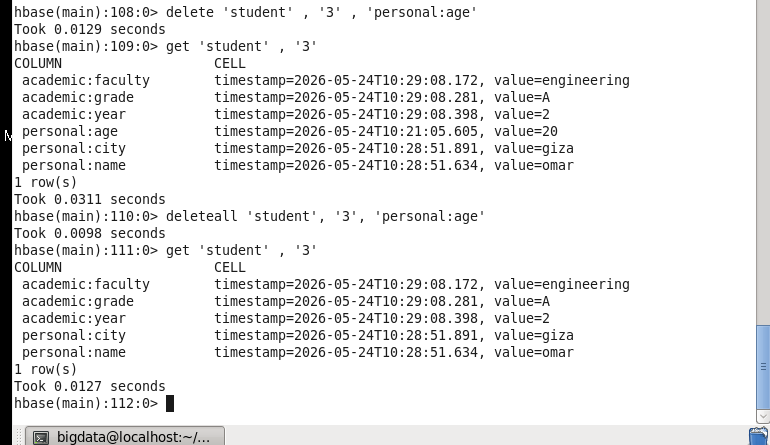 hbase(main):108:0> delete 'student' , '3' , 'personal:age'
Took 0.0129 seconds
hbase(main):109:0> get 'student' , '3'
COLUMN                   CELL
 academic:faculty        timestamp=2026-05-24T10:29:08.172, value=engineering
 academic:grade          timestamp=2026-05-24T10:29:08.281, value=A
 academic:year           timestamp=2026-05-24T10:29:08.398, value=2
 personal:age            timestamp=2026-05-24T10:21:05.605, value=20
 personal:city           timestamp=2026-05-24T10:28:51.891, value=giza
 personal:name           timestamp=2026-05-24T10:28:51.634, value=omar
1 row(s)
Took 0.0311 seconds
hbase(main):110:0> deleteall 'student', '3', 'personal:age'
Took 0.0098 seconds
hbase(main):111:0> get 'student' , '3'
COLUMN                   CELL
 academic:faculty        timestamp=2026-05-24T10:29:08.172, value=engineering
 academic:grade          timestamp=2026-05-24T10:29:08.281, value=A
 academic:year           timestamp=2026-05-24T10:29:08.398, value=2
 personal:city           timestamp=2026-05-24T10:28:51.891, value=giza
 personal:name           timestamp=2026-05-24T10:28:51.634, value=omar
1 row(s)
Took 0.0127 seconds
hbase(main):112:0>
bigdata@localhost:~/...